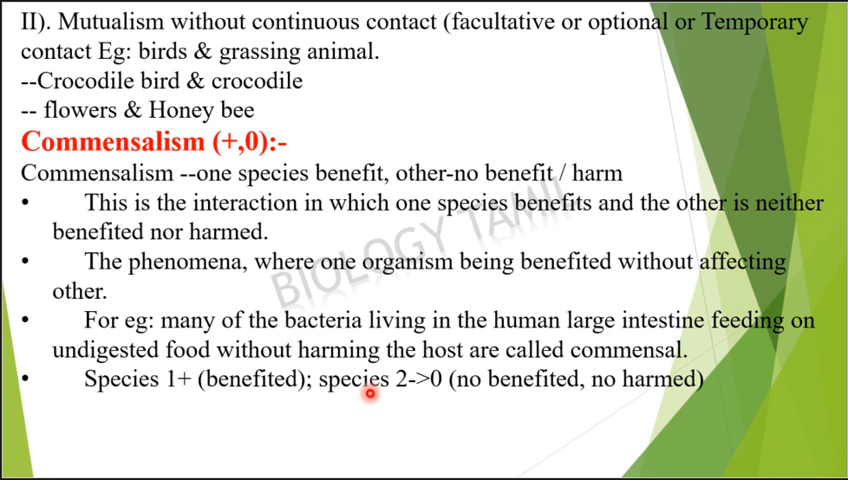 II). Mutualism without continuous contact (facultative or optional or Temporary
contact Eg: birds & grassing animal.
--Crocodile bird & crocodile
-- flowers & Honey bee
Commensalism (+,0):-
Commensalism --one species benefit, other-no benefit / harm
• This is the interaction in which one species benefits and the other is neither
benefited nor harmed.
• The phenomena, where one organism being benefited without affecting
other.
• For eg: many of the bacteria living in the human large intestine feeding on
undigested food without harming the host are called commensal.
• Species 1+ (benefited); species 2->0 (no benefited, no harmed)
BIOLOGY TAMIL